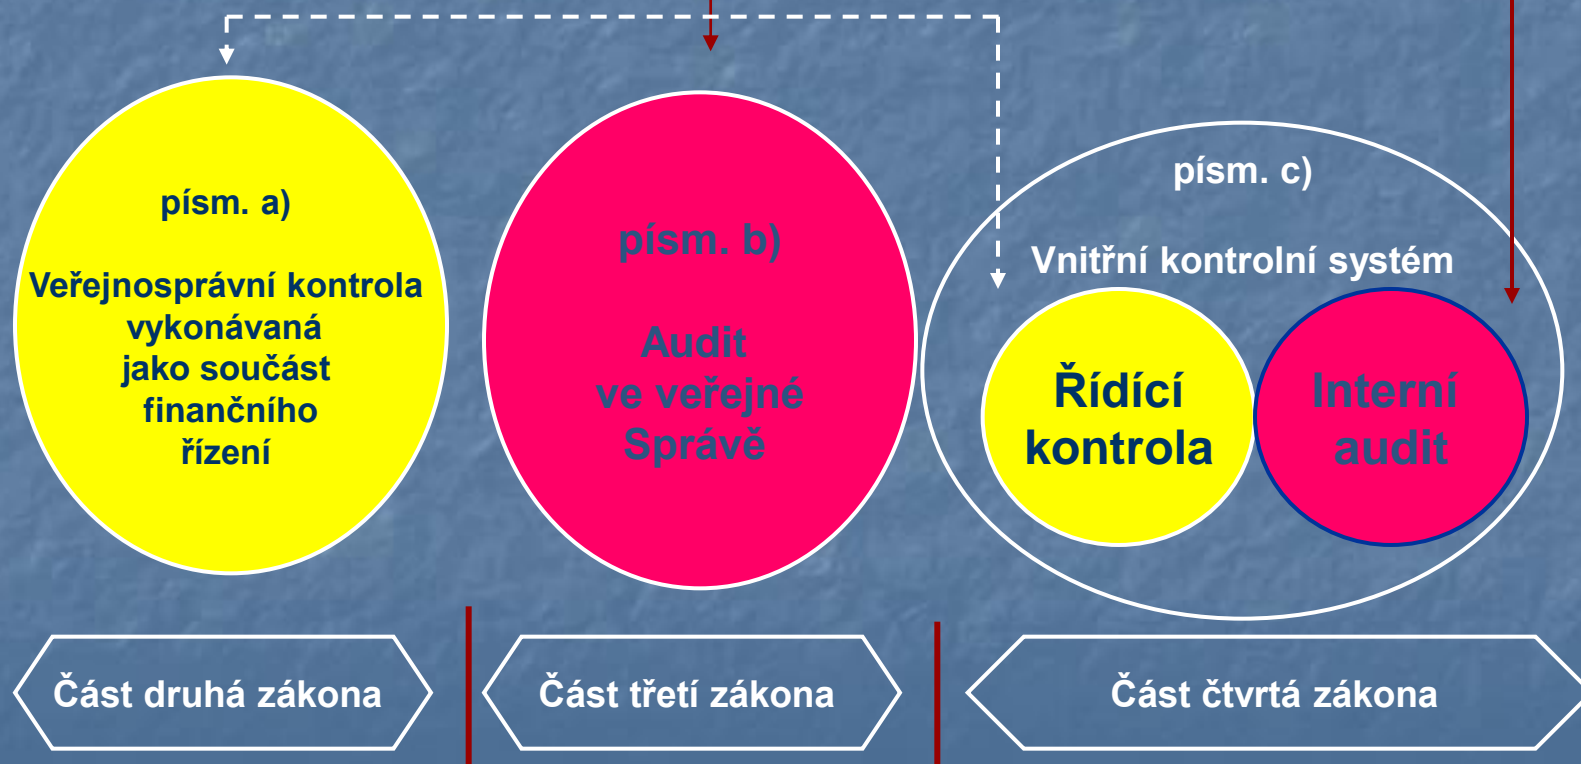 písm. a)
Veřejnosprávní kontrola
vykonávaná
jako součást
finančního
řízení
písm. b)
Audit
ve veřejné
Správě
písm. c)
Vnitřní kontrolní systém
Řídící
kontrola
Interní
audit
Část druhá zákona
Část třetí zákona
Část čtvrtá zákona